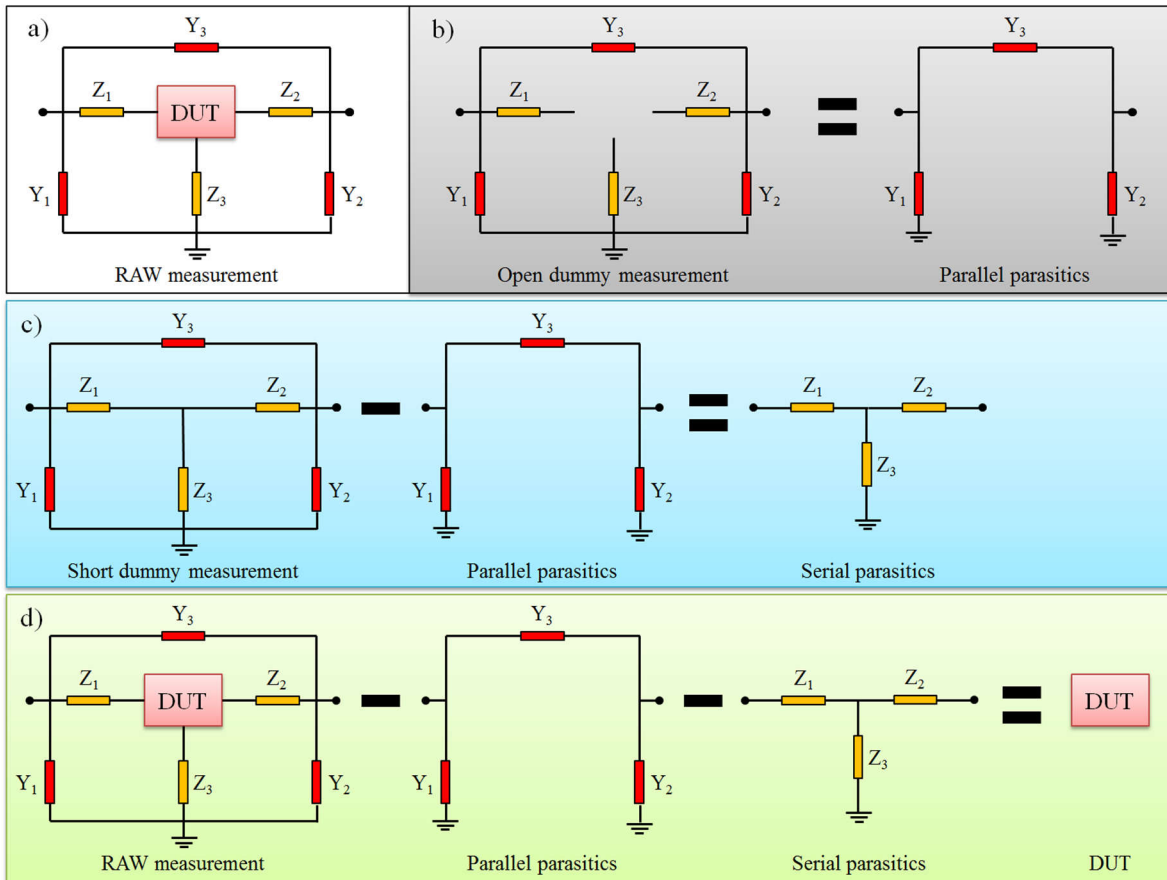 a)
Y3
Z1
DUT
Z2
Y1
Z3
Y2
RAW measurement
b)
Y3
Z1
Z2
Y1
Z3
Y2
Open dummy measurement
Y3
Y1
Y2
Parallel parasitics
c)
Y3
Z1
Z2
Y1
Z3
Y2
Short dummy measurement
Y3
Y1
Y2
Parallel parasitics
Z1
Z2
Z3
Serial parasitics
d)
Y3
Z1
DUT
Z2
Y1
Z3
Y2
RAW measurement
Y3
Y1
Y2
Parallel parasitics
Z1
Z2
Z3
Serial parasitics
DUT
DUT